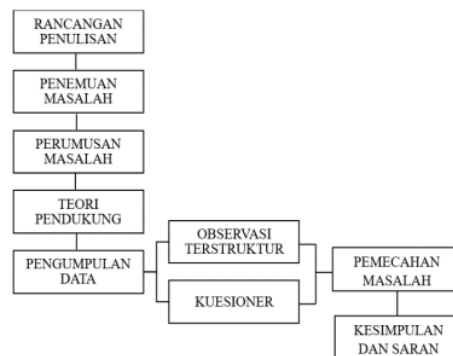 RANCANGAN
PENULISAN
PENEMUAN
MASALAH
PERUMUSAN
MASALAH
TEORI
PENDUKUNG
PENGUMPULAN
DATA
OBSERVASI
TERSTRUKTUR
KUESIONER
PEMECAHAN
MASALAH
KESIMPULAN
DAN SARAN